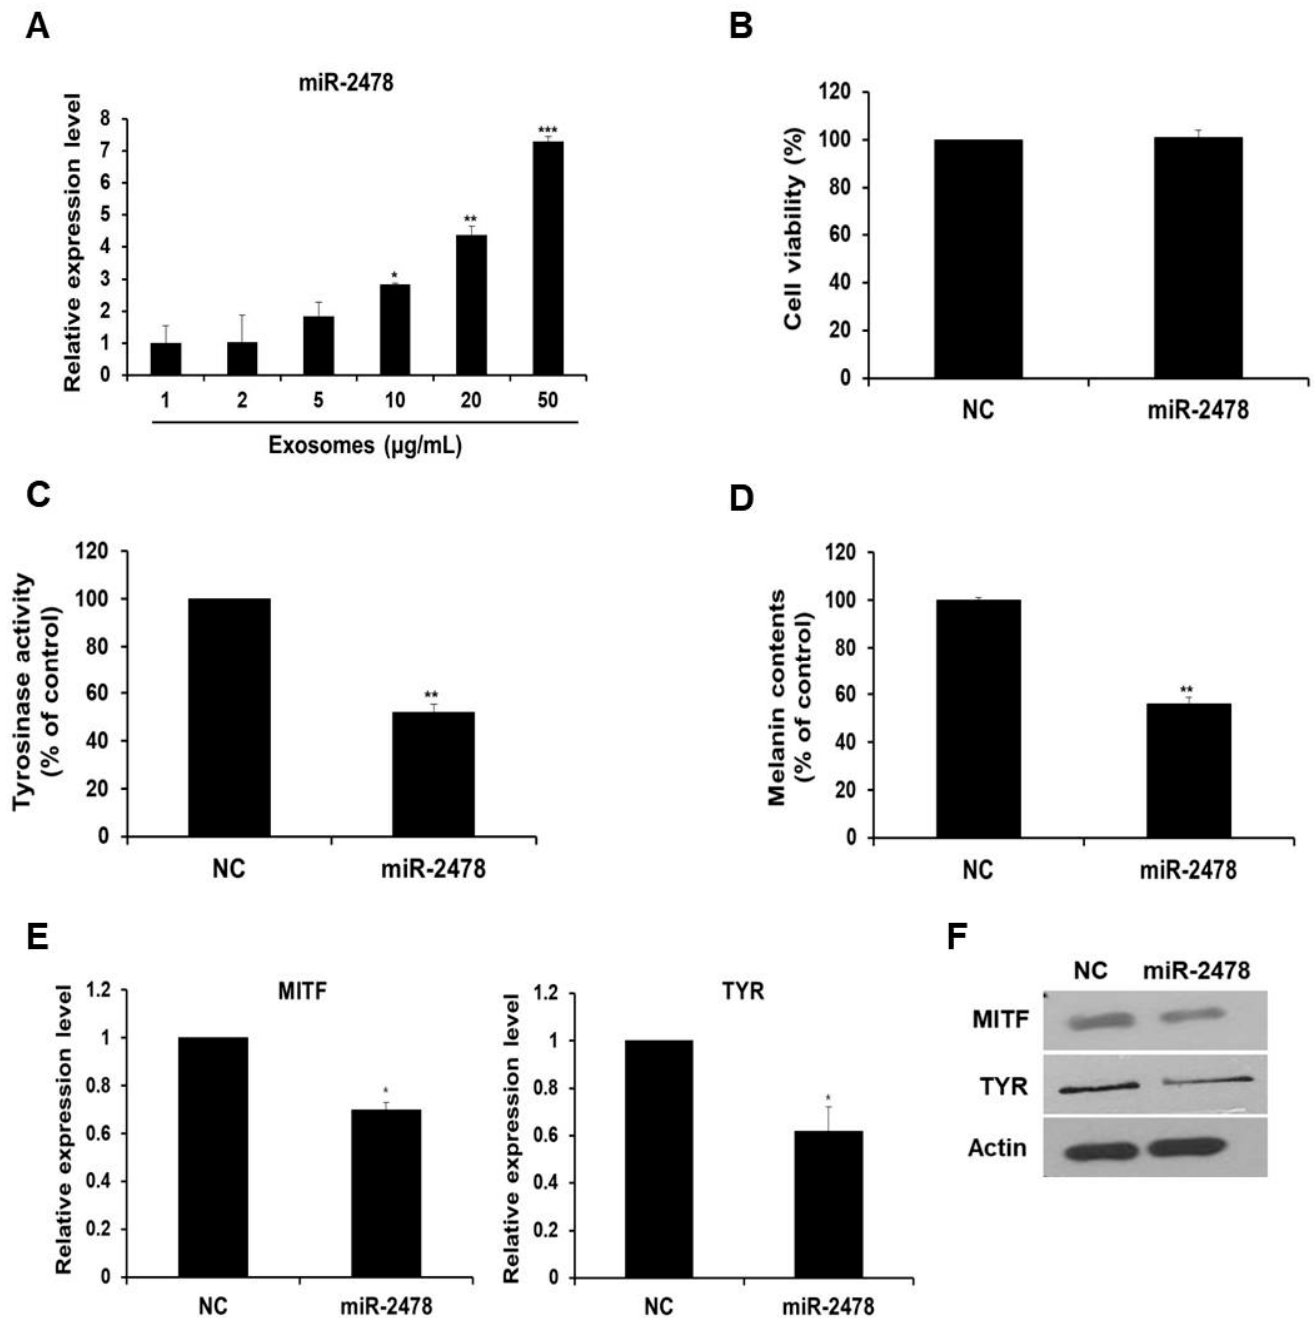 A
miR-2478
Relative expression level
8
7
6
5
4
3
2
1
0
*
**
***
1 2 5 10 20 50
Exosomes (µg/mL)
B
Cell viability (%)
120
100
80
60
40
20
0
NC miR-2478
C
Tyrosinase activity
(% of control)
120
100
80
60
40
20
0
**
NC miR-2478
D
Melanin contents
(% of control)
120
100
80
60
40
20
0
**
NC miR-2478
E
MITF
Relative expression level
1.2
1
0.8
0.6
0.4
0.2
0
*
NC miR-2478
TYR
Relative expression level
1.2
1
0.8
0.6
0.4
0.2
0
*
NC miR-2478
F
NC miR-2478
MITF
TYR
Actin